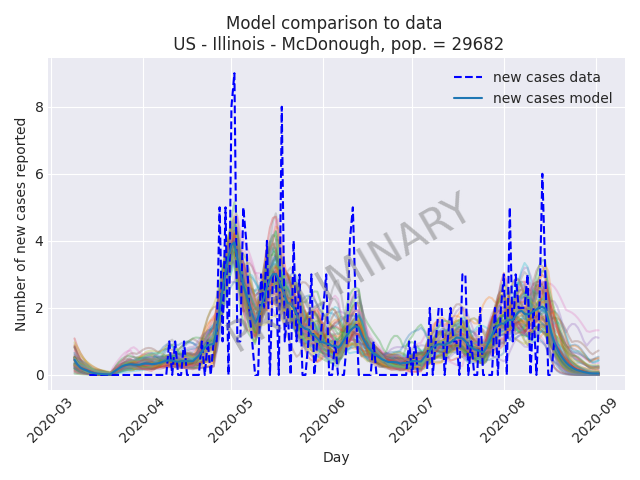 Model comparison to data
US - Illinois - McDonough, pop. = 29682
new cases data
new cases model
Number of new cases reported
8
6
4
2
0
2020-03
2020-04
2020-05
2020-06
2020-07
2020-08
2020-09
Day